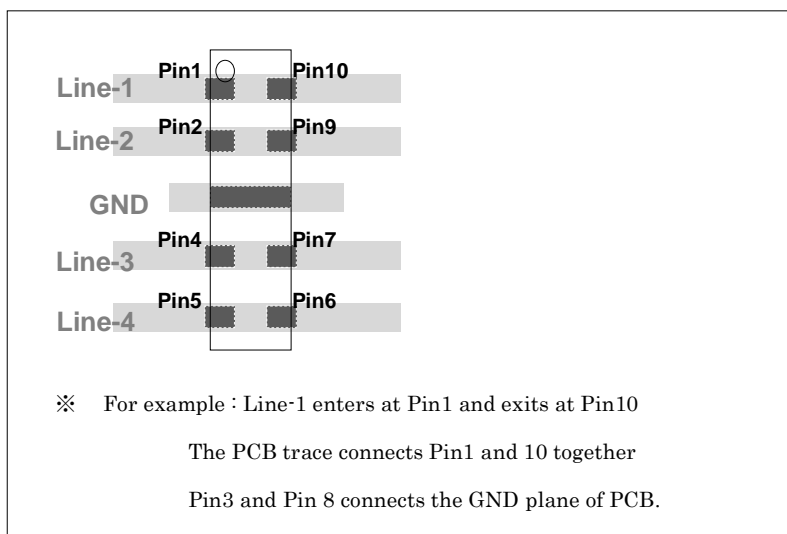 Pin1 Pin10
Line-1
Pin2 Pin9
Line-2
GND
Pin4 Pin7
Line-3
Pin5 Pin6
Line-4
※ For example : Line-1 enters at Pin1 and exits at Pin10
The PCB trace connects Pin1 and 10 together
Pin3 and Pin 8 connects the GND plane of PCB.